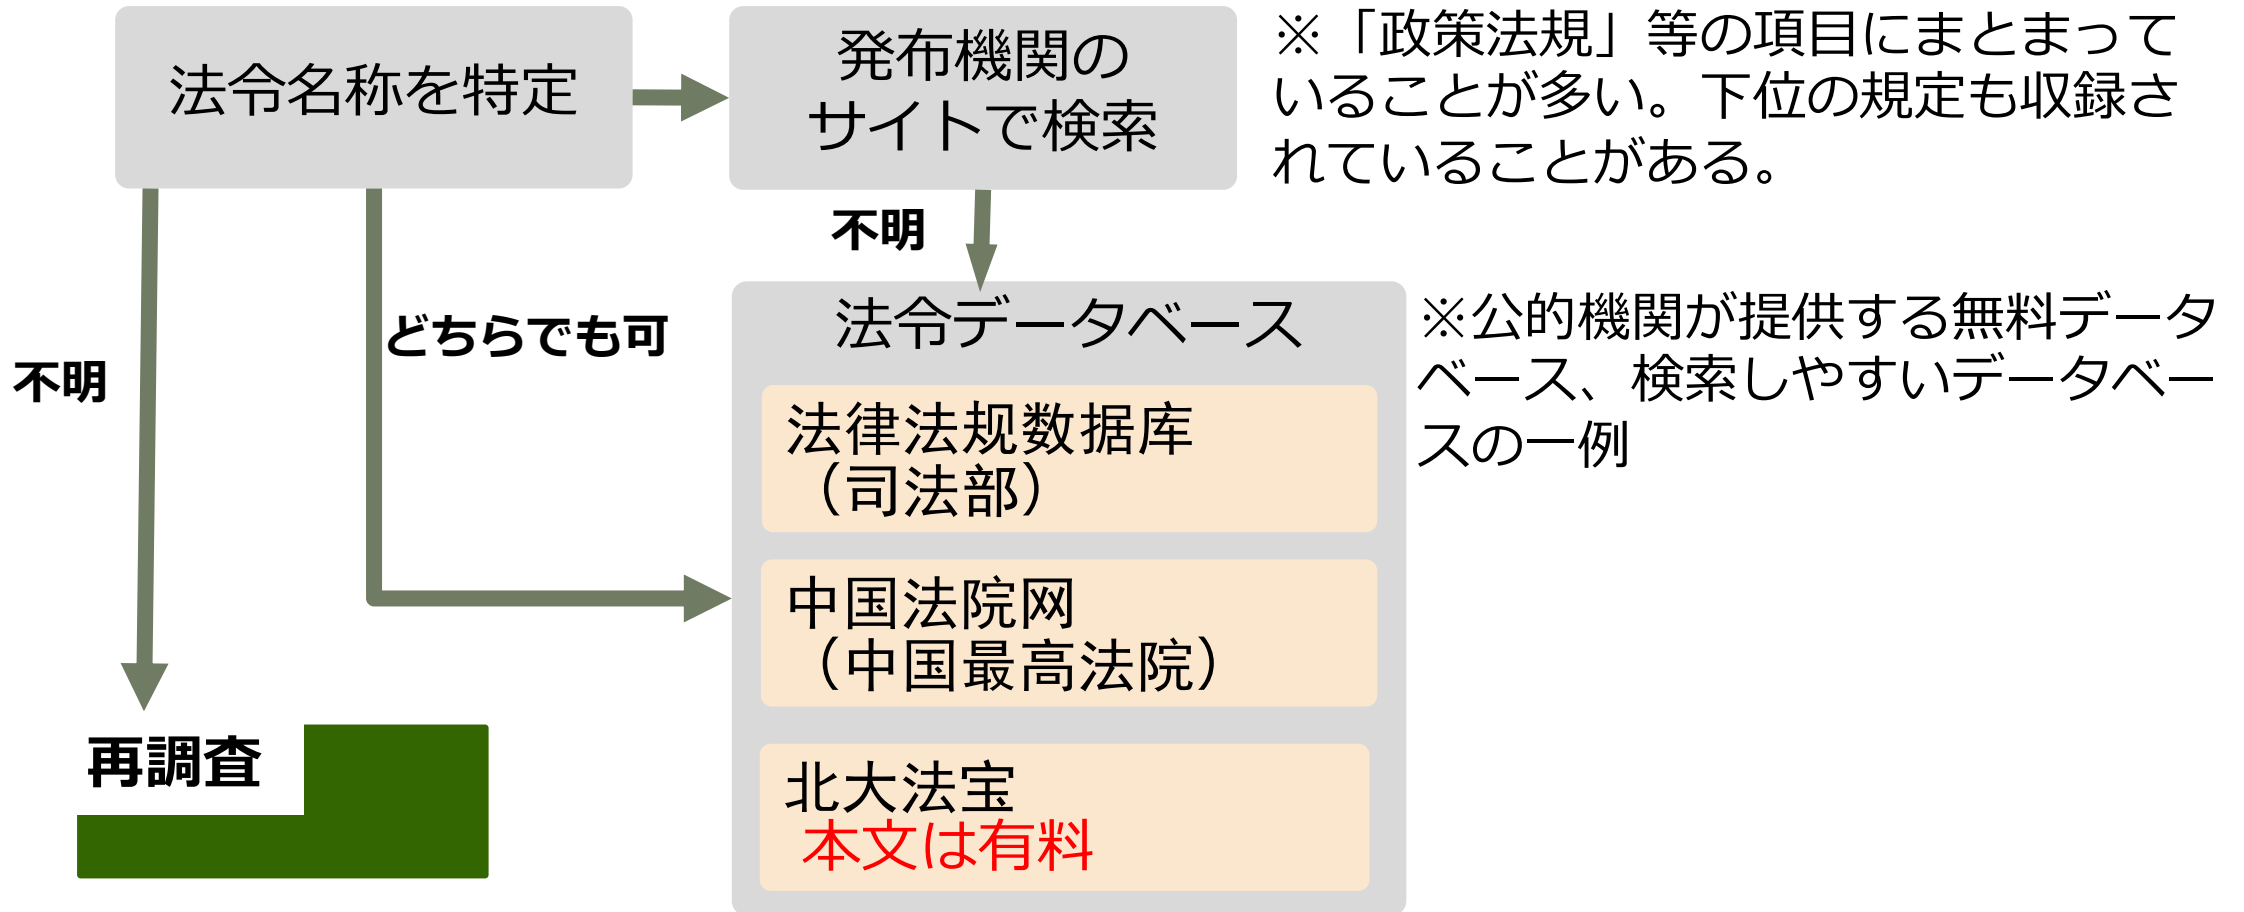 法令名称を特定
発布機関の
サイトで検索
※「政策法規」等の項目にまとまって
いることが多い。下位の規定も収録さ
れていることがある。
不明
どちらでも可
不明
法令データベース
※公的機関が提供する無料データ
ベース、検索しやすいデータベー
スの一例
法律法规数据库
（司法部）
中国法院网
（中国最高法院）
北大法宝
本文は有料
再調査